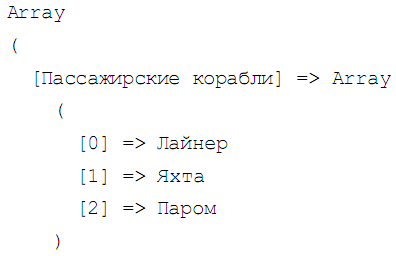 Array
(
[Пассажирские корабли] => Array
(
[0] => Лайнер
[1] => Яхта
[2] => Паром
)